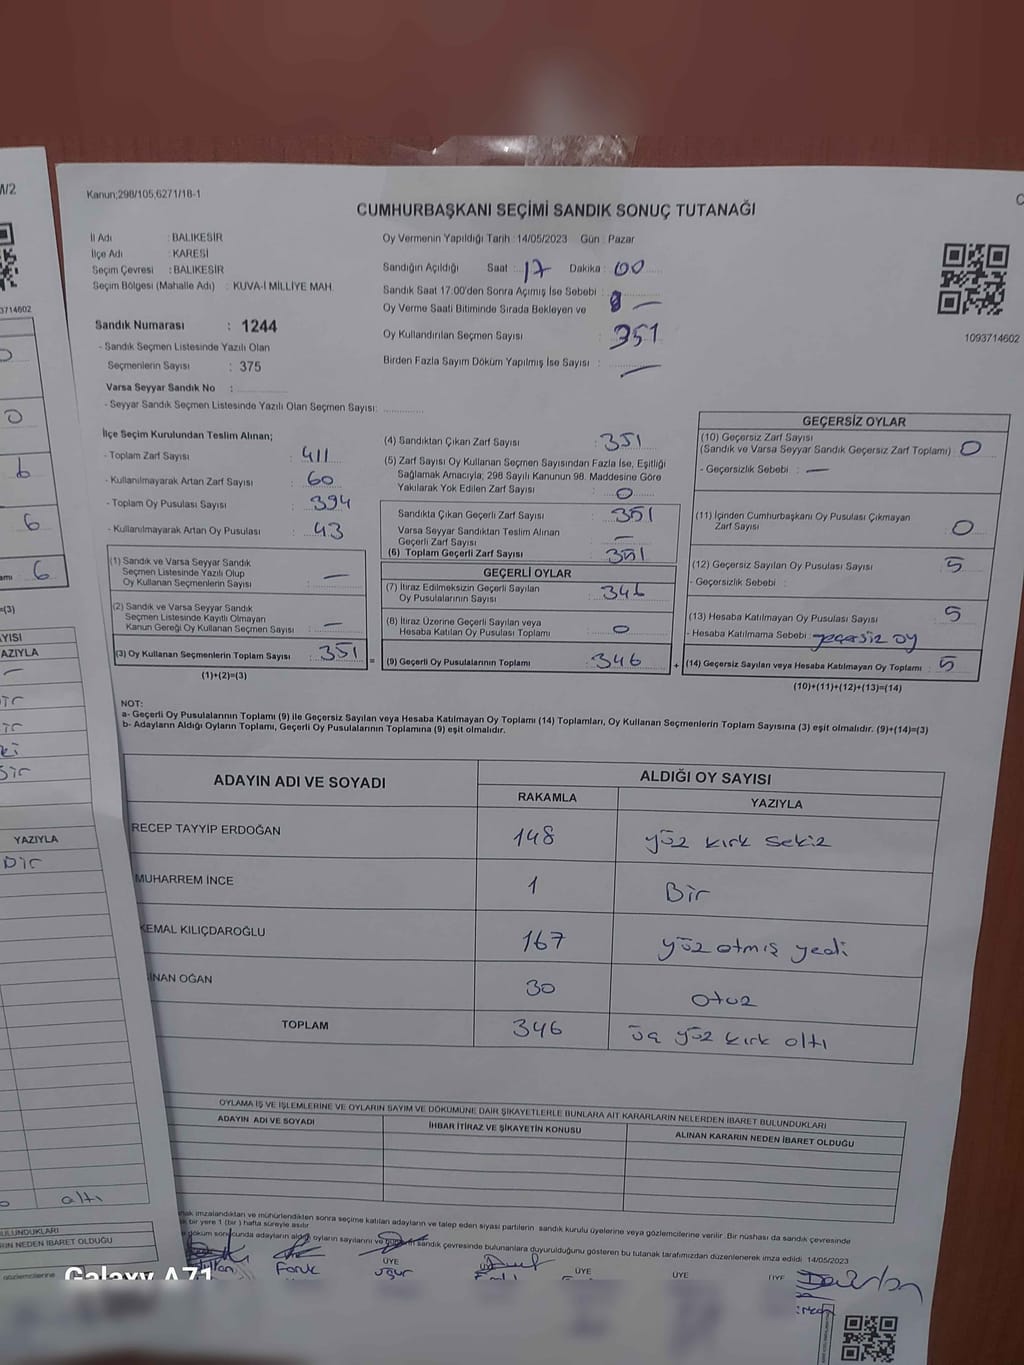 M/2
Kanun;298/105,6271/18-1
CUMHURBAŞKANI SEÇİMİ SANDIK SONUÇ TUTANAĞI
İl Adı : BALIKESİR
İlçe Adı : KARESİ
Seçim Çevresi : BALIKESİR
Seçim Bölgesi (Mahalle Adı) : KUVA-İ MİLLİYE MAH.
Sandık Numarası : 1244
- Sandık Seçmen Listesinde Yazılı Olan
Seçmenlerin Sayısı : 375
Varsa Seyyar Sandık No :
- Seyyar Sandık Seçmen Listesinde Yazılı Olan Seçmen Sayısı:
Oy Vermenin Yapıldığı Tarih :14/05/2023 Gün : Pazar
Sandığın Açıldığı Saat : 17 Dakika : 00
Sandık Saat 17:00'den Sonra Açımış İse Sebebi :
Oy Verme Saati Bitiminde Sırada Bekleyen ve
Oy Kullandırılan Seçmen Sayısı : 351
Birden Fazla Sayım Döküm Yapılmış İse Sayısı : —
1093714602
İlçe Seçim Kurulundan Teslim Alınan;
- Toplam Zarf Sayısı : 411
- Kullanılmayarak Artan Zarf Sayısı : 60
- Toplam Oy Pusulası Sayısı : 394
- Kullanılmayarak Artan Oy Pusulası : 43
(1) Sandık ve Varsa Seyyar Sandık
Seçmen Listesinde Yazılı Olup
Oy Kullanan Seçmenlerin Sayısı : —
(2) Sandık ve Varsa Seyyar Sandık
Seçmen Listesinde Kayıtlı Olmayan
Kanun Gereği Oy Kullanan Seçmen Sayısı : —
(3) Oy Kullanan Seçmenlerin Toplam Sayısı : 351 =
(1)+(2)=(3)
(4) Sandıktan Çıkan Zarf Sayısı : 351
(5) Zarf Sayısı Oy Kullanan Seçmen Sayısından Fazla İse, Eşitliği
Sağlamak Amacıyla; 298 Sayılı Kanunun 98. Maddesine Göre
Yakılarak Yok Edilen Zarf Sayısı : 0
Sandıkta Çıkan Geçerli Zarf Sayısı : 351
Varsa Seyyar Sandıktan Teslim Alınan
Geçerli Zarf Sayısı : —
(6) Toplam Geçerli Zarf Sayısı : 351
GEÇERLİ OYLAR
(7) İtiraz Edilmeksizin Geçerli Sayılan
Oy Pusulalarının Sayısı : 346
(8) İtiraz Üzerine Geçerli Sayılan veya
Hesaba Katılan Oy Pusulası Toplamı : 0
(9) Geçerli Oy Pusulalarının Toplamı : 346 +
GEÇERSİZ OYLAR
(10) Geçersiz Zarf Sayısı
(Sandık ve Varsa Seyyar Sandık Geçersiz Zarf Toplamı) : 0
- Geçersizlik Sebebi : —
(11) İçinden Cumhurbaşkanı Oy Pusulası Çıkmayan
Zarf Sayısı : 0
(12) Geçersiz Sayılan Oy Pusulası Sayısı : 5
- Geçersizlik Sebebi :
(13) Hesaba Katılmayan Oy Pusulası Sayısı : 5
- Hesaba Katılmama Sebebi : geçersiz oy
(14) Geçersiz Sayılan veya Hesaba Katılmayan Oy Toplamı : 5
(10)+(11)+(12)+(13)=(14)
NOT:
a- Geçerli Oy Pusulalarının Toplamı (9) ile Geçersiz Sayılan veya Hesaba Katılmayan Oy Toplamı (14) Toplamları, Oy Kullanan Seçmenlerin Toplam Sayısına (3) eşit olmalıdır. (9)+(14)=(3)
b- Adayların Aldığı Oyların Toplamı, Geçerli Oy Pusulalarının Toplamına (9) eşit olmalıdır.
ADAYIN ADI VE SOYADI ALDIĞI OY SAYISI
RAKAMLA YAZIYLA
RECEP TAYYİP ERDOĞAN 148 yüz kırk sekiz
MUHARREM İNCE 1 Bir
KEMAL KILIÇDAROĞLU 167 yüz otmış yedi
İNAN OĞAN 30 otuz
TOPLAM 346 üç yüz kırk altı
OYLAMA İŞ VE İŞLEMLERİNE VE OYLARIN SAYIM VE DÖKÜMÜNE DAİR ŞİKAYETLERLE BUNLARA AİT KARARLARIN NELERDEN İBARET BULUNDUKLARI
ADAYIN ADI VE SOYADI İHBAR İTİRAZ VE ŞİKAYETİN KONUSU ALINAN KARARIN NEDEN İBARET OLDUĞU
imzalandıktan ve mühürlendikten sonra seçime katılan adayların ve talep eden siyasi partilerin sandık kurulu üyelerine veya gözlemcilerine verilir. Bir nüshası da sandık çevresinde
bir yere 1 (bir ) hafta süreyle asılır.
döküm sonucunda adayların aldığı oyların sayılarını ve sandık çevresinde bulunanlara duyurulduğunu gösteren bu tutanak tarafımızdan düzenlenerek imza edildi 14/05/2023
Faruk
ÜYE
Uğur
ÜYE
ÜYE
ÜYE
3714602
0
0
6
6
6
=(3)
YISI
AZIYLA
YAZIYLA
Bir
altı
BULUNDUKLARI
RIN NEDEN İBARET OLDUĞU
gözlemcilerine
Galaxy A71